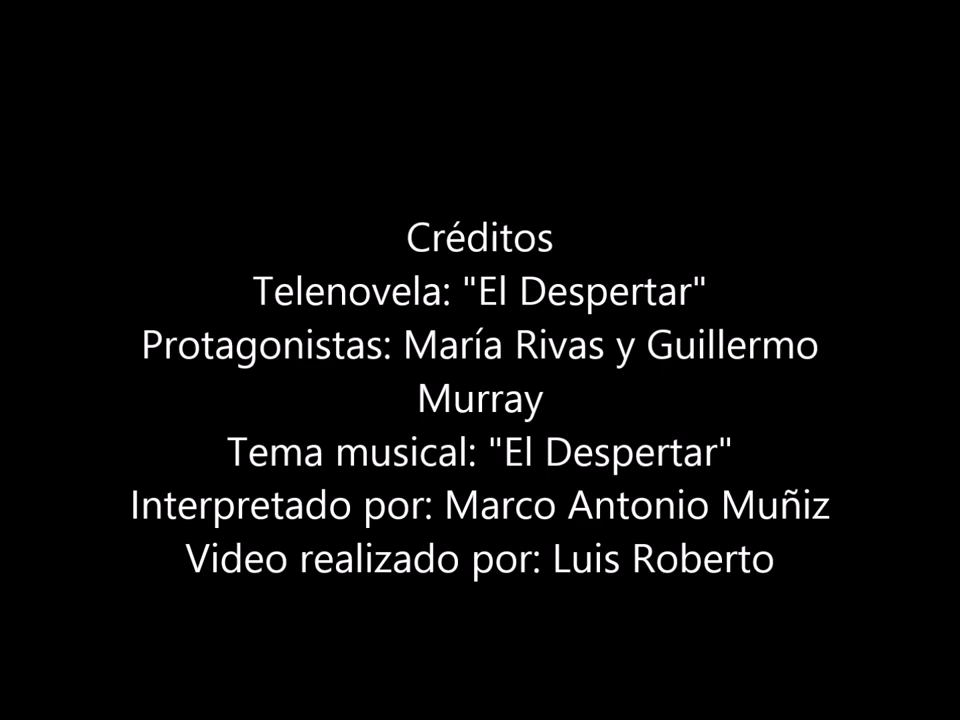 Créditos
Telenovela: "El Despertar"
Protagonistas: María Rivas y Guillermo
Murray
Tema musical: "El Despertar"
Interpretado por: Marco Antonio Muñiz
Video realizado por: Luis Roberto